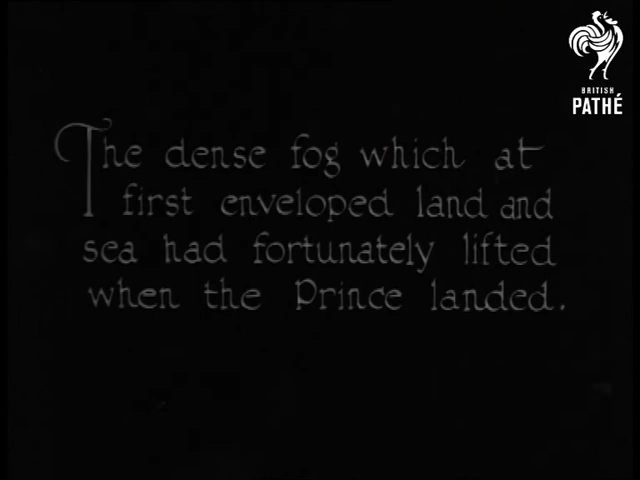 BRITISH
PATHÉ
The dense fog which at
first enveloped land and
sea had fortunately lifted
when the Prince landed.